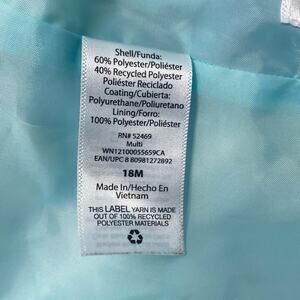 Shell/Funda:
60% Polyester/Poliéster
40% Recycled Polyester
Poliéster Reciclado
Coating/Cubierta:
Polyurethane/Poliuretano
Lining/Forro:
100% Polyester/Poliéster
RN# 52469
Multi
WN12100055659CA
EAN/UPC 8 80981272892
18M
Made In/Hecho En
Vietnam
THIS LABEL YARN IS MADE
OUT OF 100% RECYCLED
POLYESTER MATERIALS